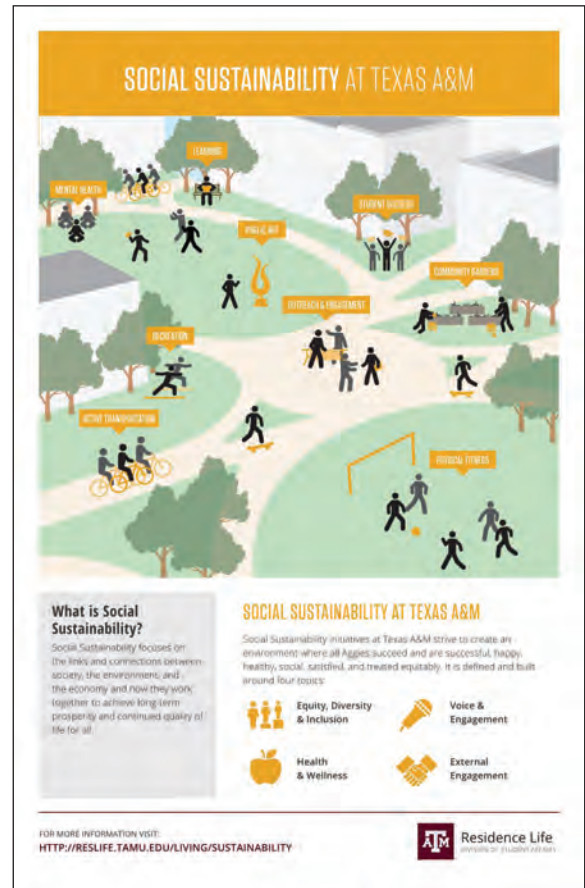 SOCIAL SUSTAINABILITY AT TEXAS A&M
LEARNING
MENTAL HEALTH
STUDENT SUCCESS
PUBLIC ART
COMMUNITY GARDENS
OUTREACH & ENGAGEMENT
RECREATION
ACTIVE TRANSPORTATION
PHYSICAL FITNESS
What is Social
Sustainability?
Social Sustainability focuses on
the links and connections between
society, the environment, and
the economy and how they work
together to achieve long-term
prosperity and continued quality of
life for all.
SOCIAL SUSTAINABILITY AT TEXAS A&M
Social Sustainability initiatives at Texas A&M strive to create an
environment where all Aggies succeed and are successful, happy,
healthy, social, satisfied, and treated equitably. It is defined and built
around four topics:
Equity, Diversity
& Inclusion
Voice &
Engagement
Health
& Wellness
External
Engagement
FOR MORE INFORMATION VISIT:
HTTP://RESLIFE.TAMU.EDU/LIVING/SUSTAINABILITY
ATM
Residence Life
DIVISION OF STUDENT AFFAIRS